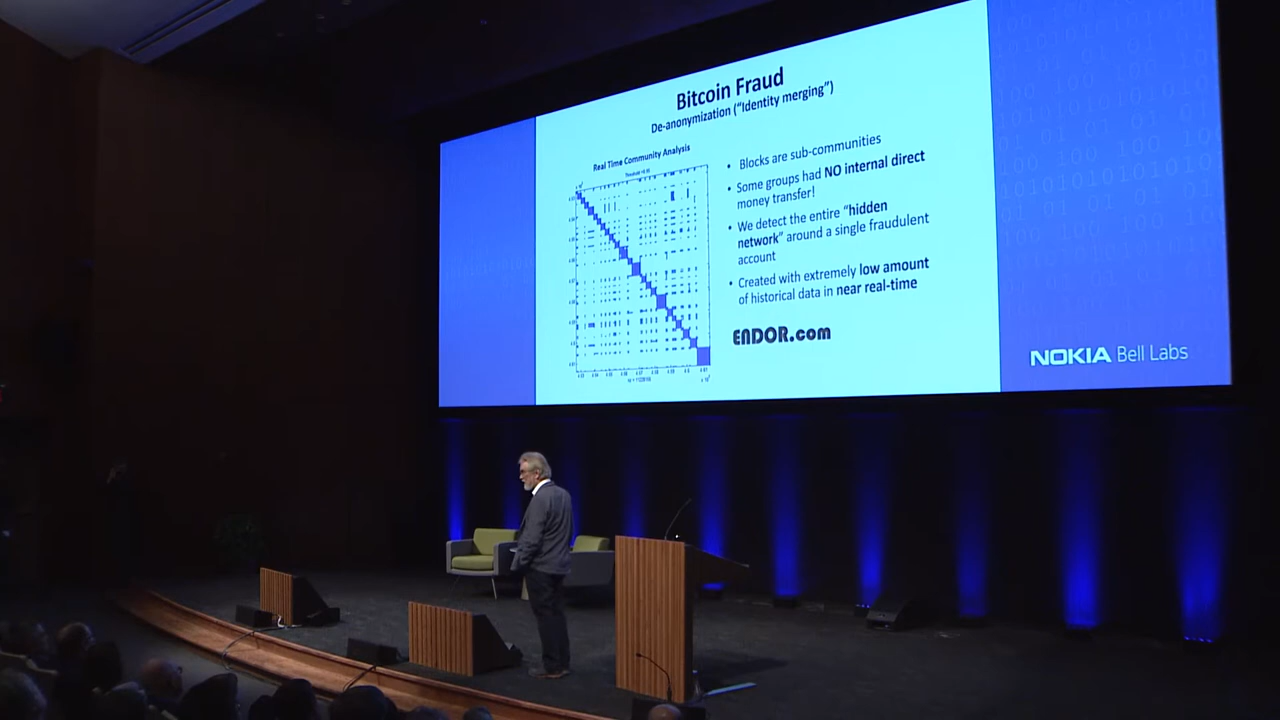 Bitcoin Fraud
De-anonymization ("Identity merging")
Real Time Community Analysis
• Blocks are sub-communities
• Some groups had NO internal direct
money transfer!
• We detect the entire "hidden
network" around a single fraudulent
account
• Created with extremely low amount
of historical data in near real-time
ENDOR.com
NOKIA Bell Labs